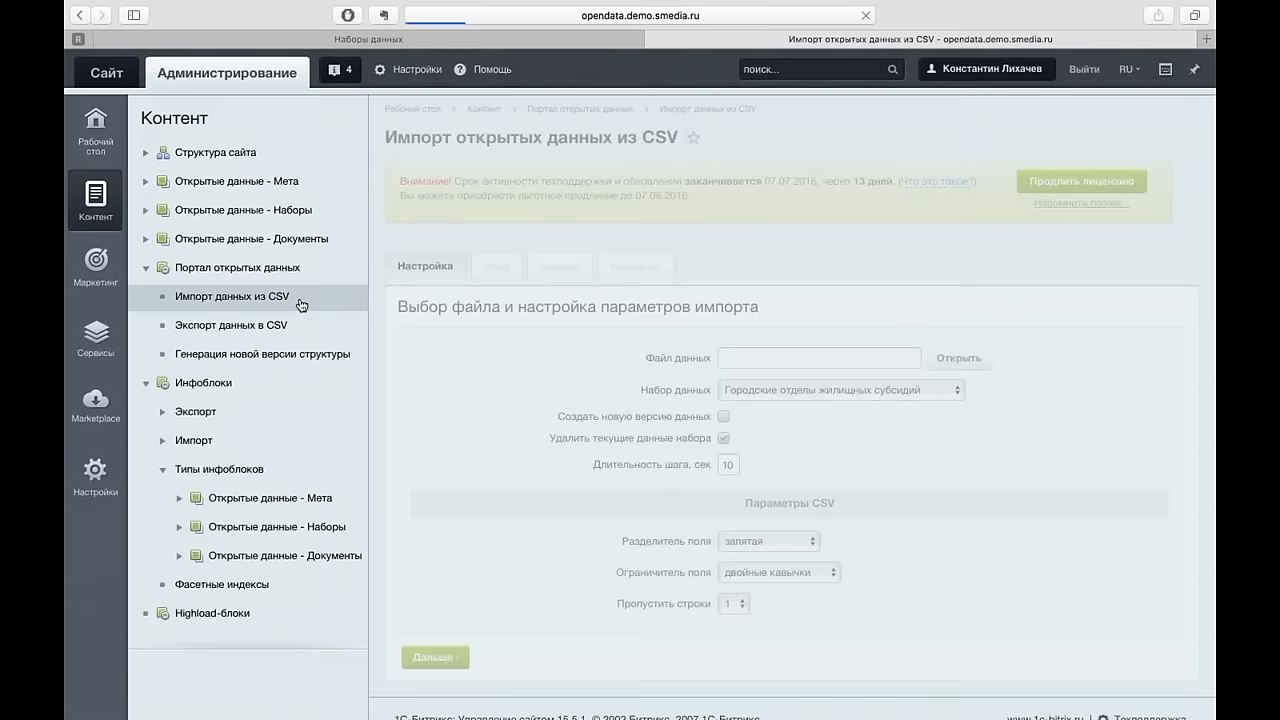 opendata.demo.smedia.ru
R
Наборы данных
Импорт открытых данных из CSV - opendata.demo.smedia.ru
Сайт
Администрирование
4
Настройки
Помощь
поиск...
Константин Лихачев
Выйти
RU
Рабочий стол
Контент
Маркетинг
Сервисы
Marketplace
Настройки
Контент
Структура сайта
Открытые данные - Мета
Открытые данные - Наборы
Открытые данные - Документы
Портал открытых данных
Импорт данных из CSV
Экспорт данных в CSV
Генерация новой версии структуры
Инфоблоки
Экспорт
Импорт
Типы инфоблоков
Открытые данные - Мета
Открытые данные - Наборы
Открытые данные - Документы
Фасетные индексы
Highload-блоки
Рабочий стол Контент Портал открытых данных Импорт данных из CSV
Импорт открытых данных из CSV
Внимание! Срок активности техподдержки и обновлений заканчивается 07.07.2016, через 13 дней. (Что это такое?)
Вы можете приобрести льготное продление до 07.08.2016.
Продлить лицензию
Напомнить позже...
Настройка
Выбор файла и настройка параметров импорта
Файл данных
Открыть
Набор данных Городские отделы жилищных субсидий
Создать новую версию данных
Удалить текущие данные набора
Длительность шага, сек 10
Параметры CSV
Разделитель поля запятая
Ограничитель поля двойные кавычки
Пропустить строки 1
Дальше ›
1С-Битрикс: Управление сайтом 15.5.1. © 2002 Битрикс, 2007 1С-Битрикс
www.1c-bitrix.ru | Техподдержка